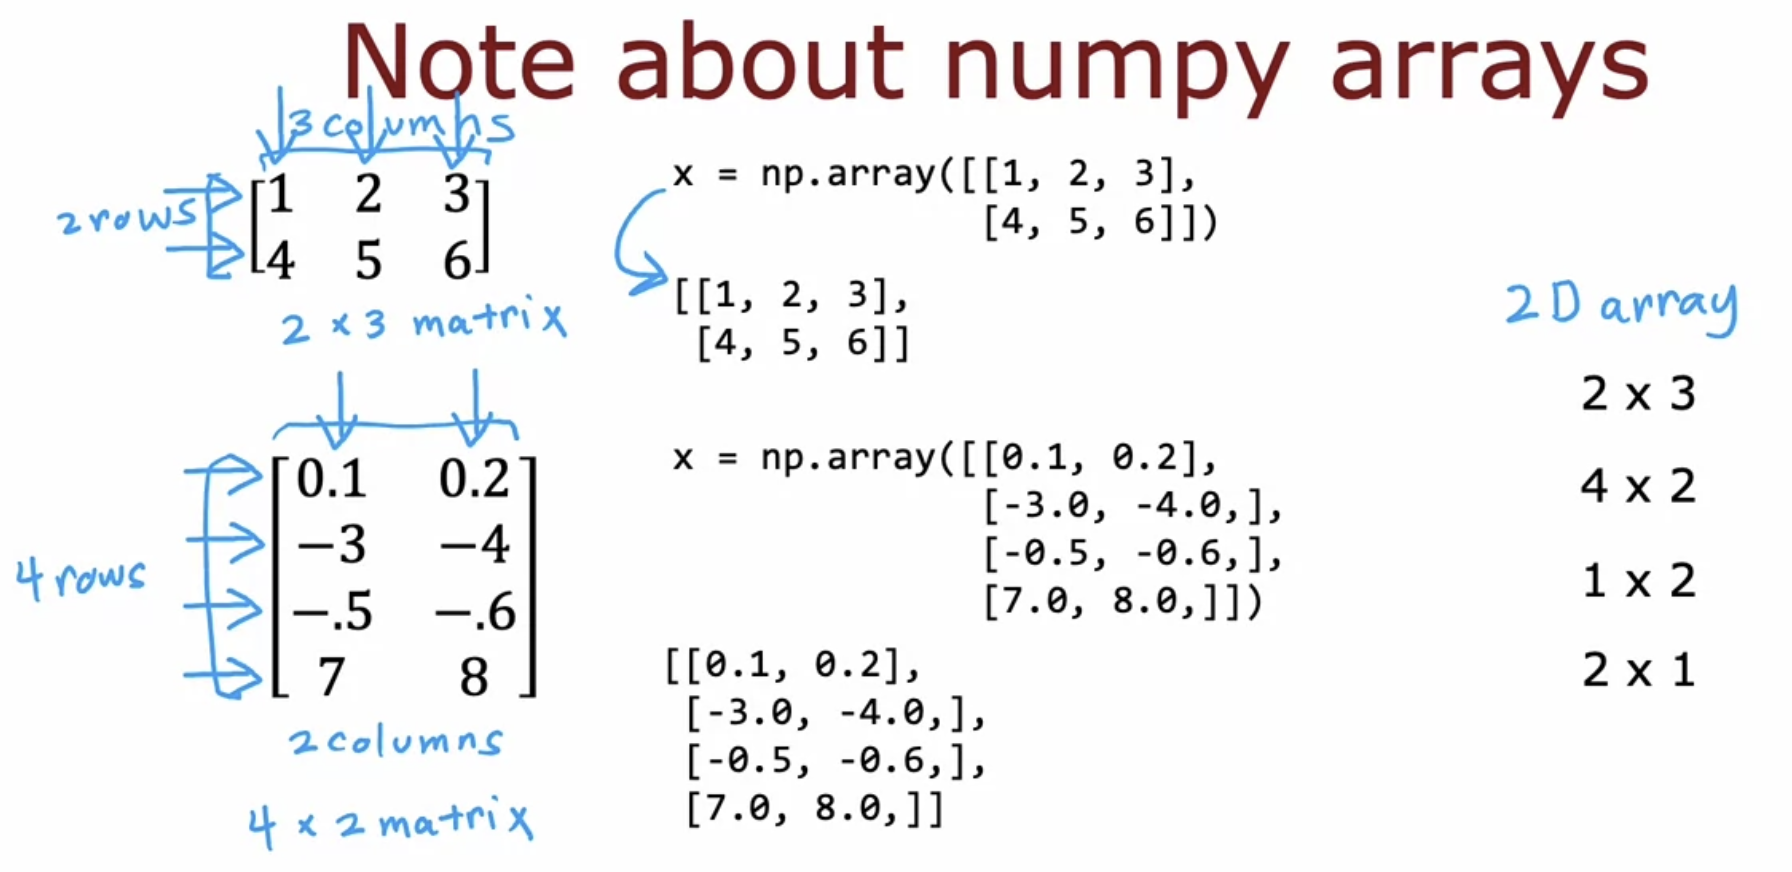 Note about numpy arrays
3 columns
2 rows
1 2 3
4 5 6
2 x 3 matrix
x = np.array([[1, 2, 3],
[4, 5, 6]])
[[1, 2, 3],
[4, 5, 6]]
4 rows
0.1 0.2
−3 −4
−.5 −.6
7 8
2 columns
4 x 2 matrix
x = np.array([[0.1, 0.2],
[-3.0, -4.0,],
[-0.5, -0.6,],
[7.0, 8.0,]])
[[0.1, 0.2],
[-3.0, -4.0,],
[-0.5, -0.6,],
[7.0, 8.0,]]
2D array
2 x 3
4 x 2
1 x 2
2 x 1